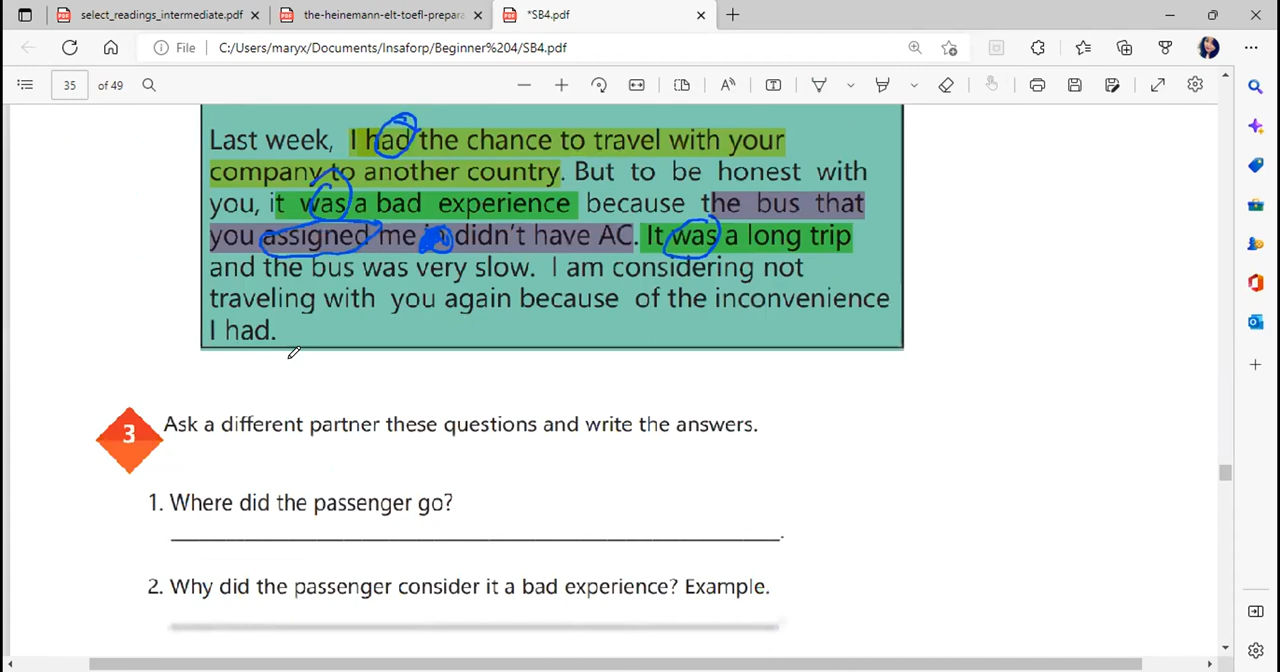 select_readings_intermediate.pdf
the-heinemann-elt-toefl-prepara
*SB4.pdf
File
C:/Users/maryx/Documents/Insaforp/Beginner%204/SB4.pdf
35
of 49
Last week, I had the chance to travel with your
company to another country. But to be honest with
you, it was a bad experience because the bus that
you assigned me in didn't have AC. It was a long trip
and the bus was very slow. I am considering not
traveling with you again because of the inconvenience
I had.
3
Ask a different partner these questions and write the answers.
1. Where did the passenger go?
2. Why did the passenger consider it a bad experience? Example.